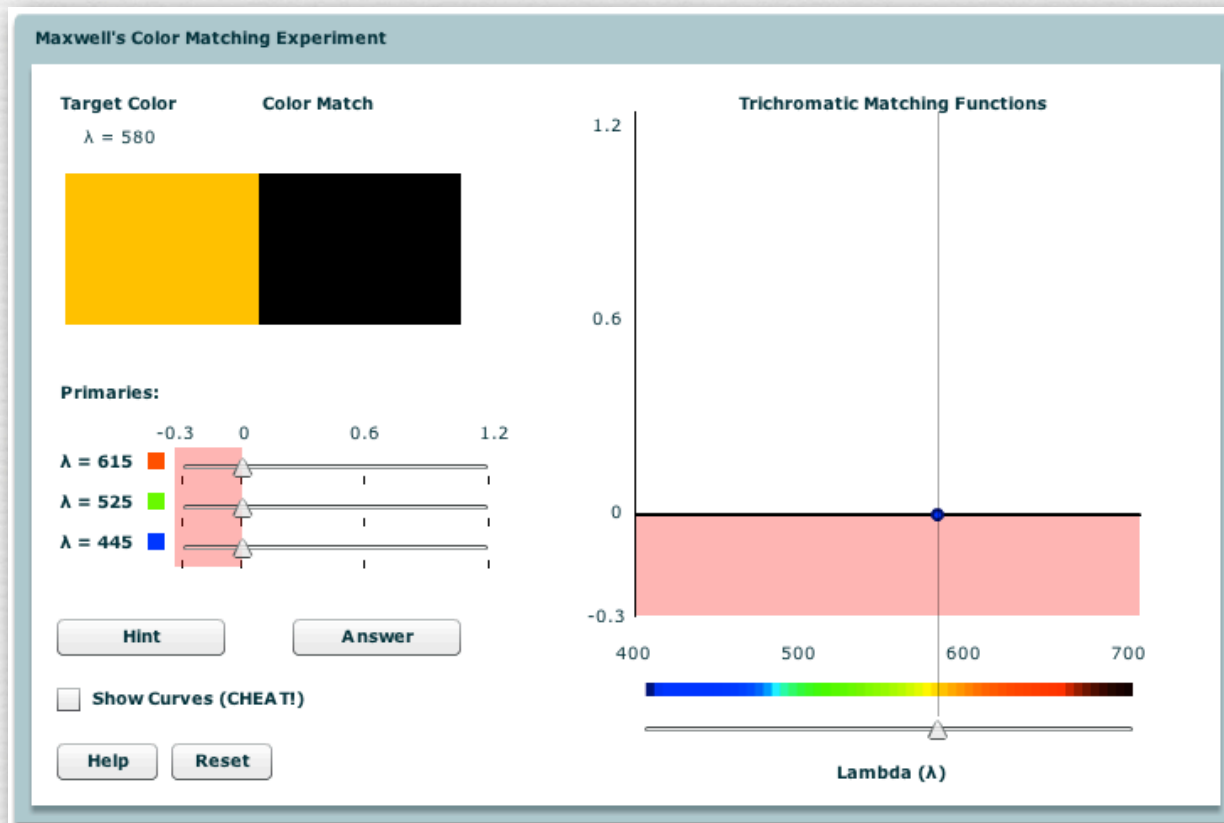 Maxwell's Color Matching Experiment
Target Color Color Match
λ = 580
Primaries:
-0.3 0 0.6 1.2
λ = 615
λ = 525
λ = 445
Hint Answer
Show Curves (CHEAT!)
Help Reset
Trichromatic Matching Functions
1.2
0.6
0
-0.3
400 500 600 700
Lambda (λ)